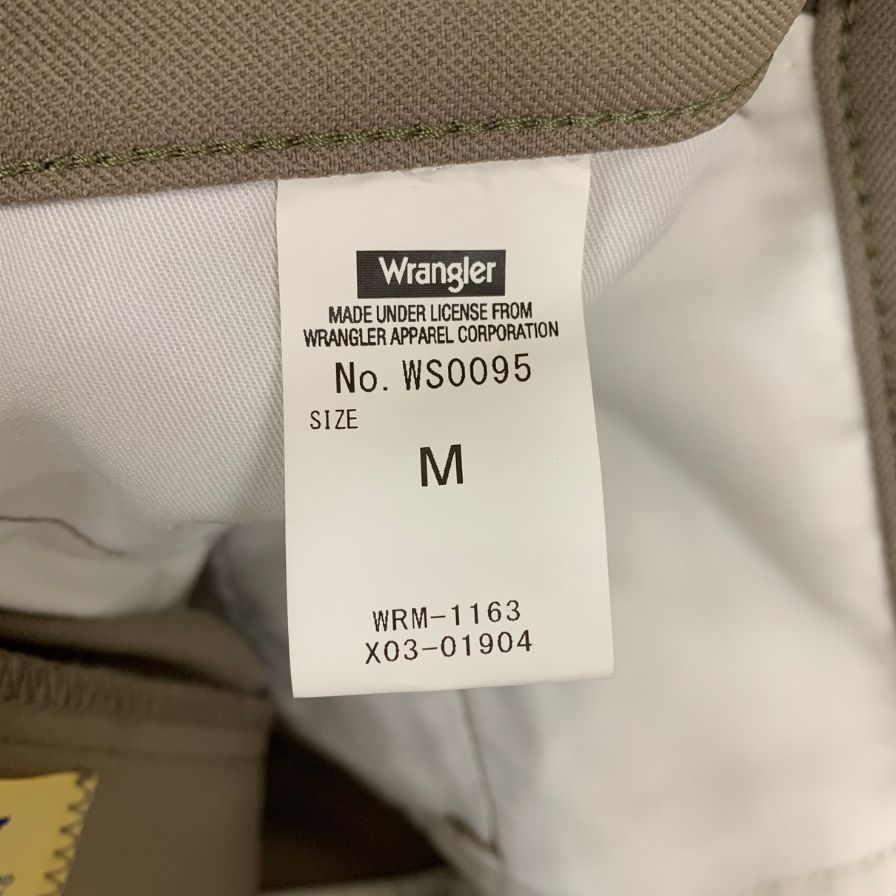 Wrangler
MADE UNDER LICENSE FROM
WRANGLER APPAREL CORPORATION
No. WS0095
SIZE
M
WRM-1163
X03-01904